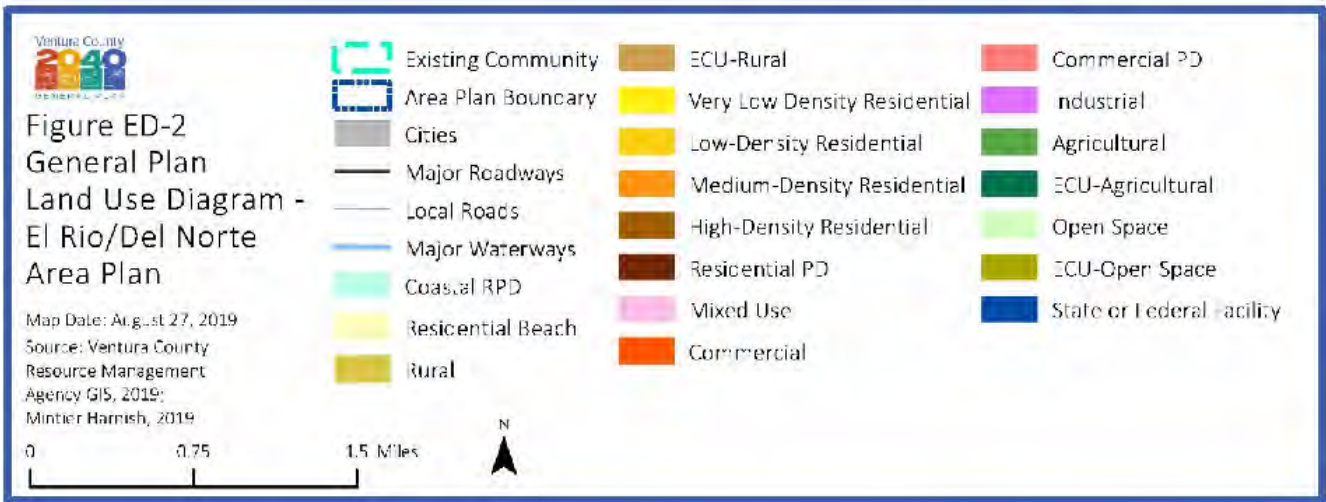 Ventura County
2040
GENERAL PLAN
Figure ED-2
General Plan
Land Use Diagram -
El Rio/Del Norte
Area Plan
Map Date: August 27, 2019
Source: Ventura County
Resource Management
Agency GIS, 2019;
Mintier Harnish, 2019
0 0.75 1.5 Miles
N
Existing Community
Area Plan Boundary
Cities
Major Roadways
Local Roads
Major Waterways
Coastal RPD
Residential Beach
Rural
ECU-Rural
Very Low Density Residential
Low-Density Residential
Medium-Density Residential
High-Density Residential
Residential PD
Mixed Use
Commercial
Commercial PD
Industrial
Agricultural
ECU-Agricultural
Open Space
ECU-Open Space
State or Federal Facility